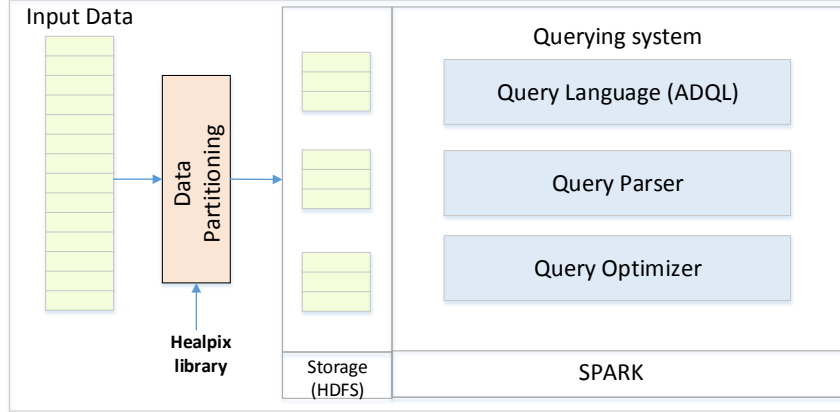 Input Data
Data
Partitioning
Healpix
library
Storage
(HDFS)
Querying system
Query Language (ADQL)
Query Parser
Query Optimizer
SPARK